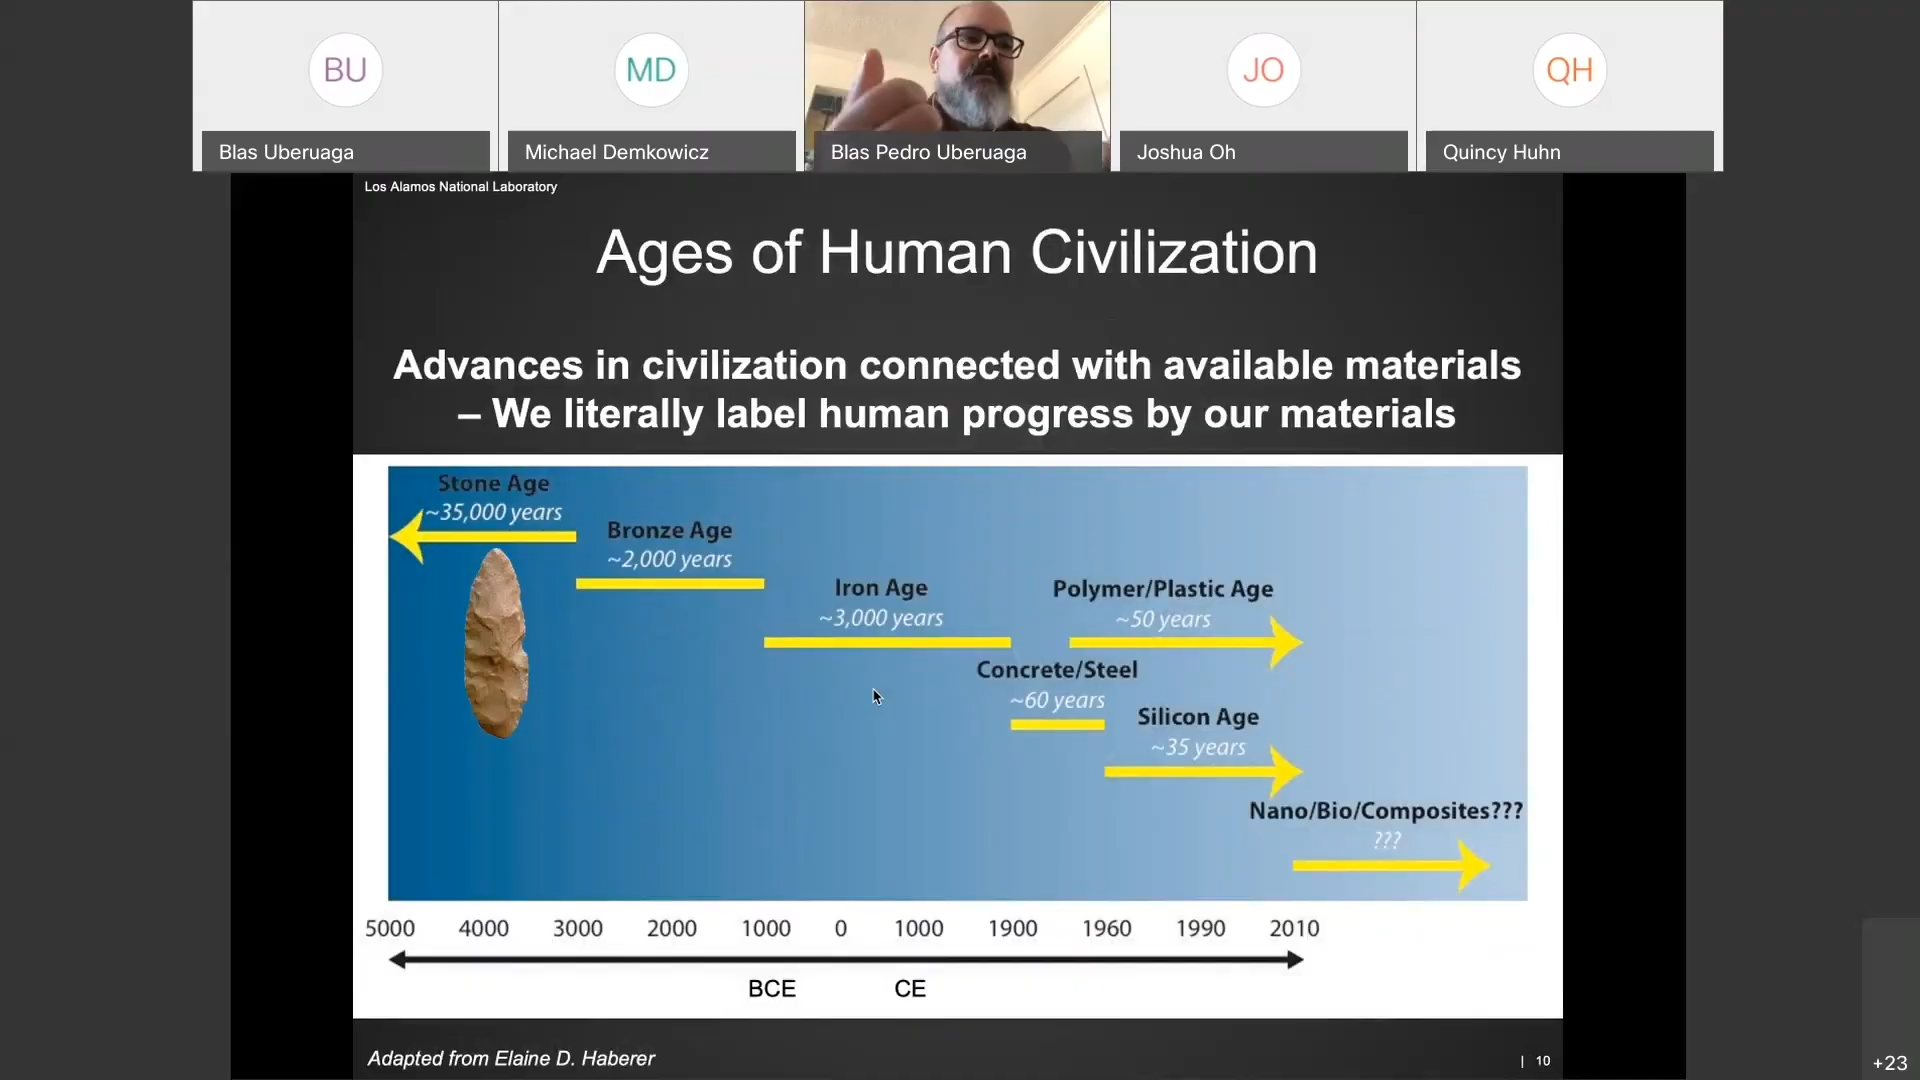 BU
MD
JO
QH
Blas Uberuaga
Michael Demkowicz
Blas Pedro Uberuaga
Joshua Oh
Quincy Huhn
Los Alamos National Laboratory
Ages of Human Civilization
Advances in civilization connected with available materials
– We literally label human progress by our materials
Stone Age
~35,000 years
Bronze Age
~2,000 years
Iron Age
~3,000 years
Polymer/Plastic Age
~50 years
Concrete/Steel
~60 years
Silicon Age
~35 years
Nano/Bio/Composites???
???
5000 4000 3000 2000 1000 0 1000 1900 1960 1990 2010
BCE CE
Adapted from Elaine D. Haberer
| 10
+23